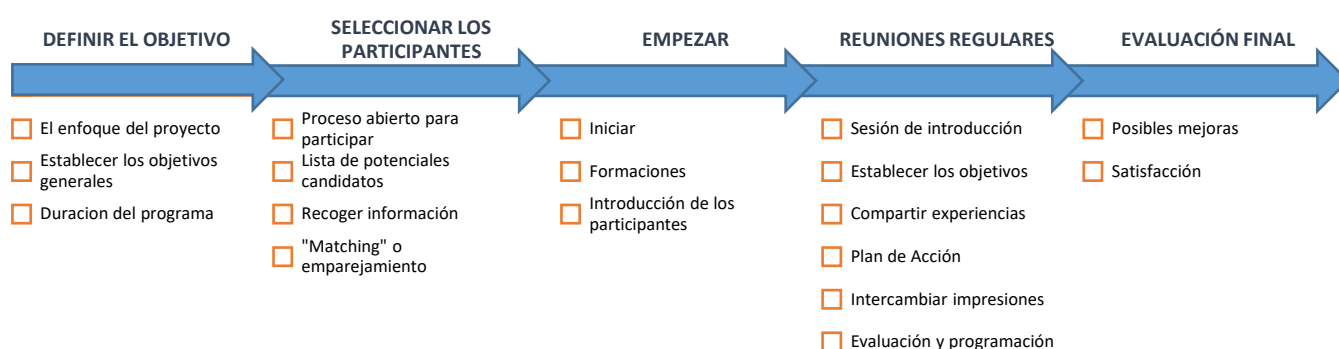 DEFINIR EL OBJETIVO
El enfoque del proyecto
Establecer los objetivos
generales
Duracion del programa
SELECCIONAR LOS
PARTICIPANTES
Proceso abierto para
participar
Lista de potenciales
candidatos
Recoger información
"Matching" o
emparejamiento
EMPEZAR
Iniciar
Formaciones
Introducción de los
participantes
REUNIONES REGULARES
Sesión de introducción
Establecer los objetivos
Compartir experiencias
Plan de Acción
Intercambiar impresiones
Evaluación y programación
EVALUACIÓN FINAL
Posibles mejoras
Satisfacción